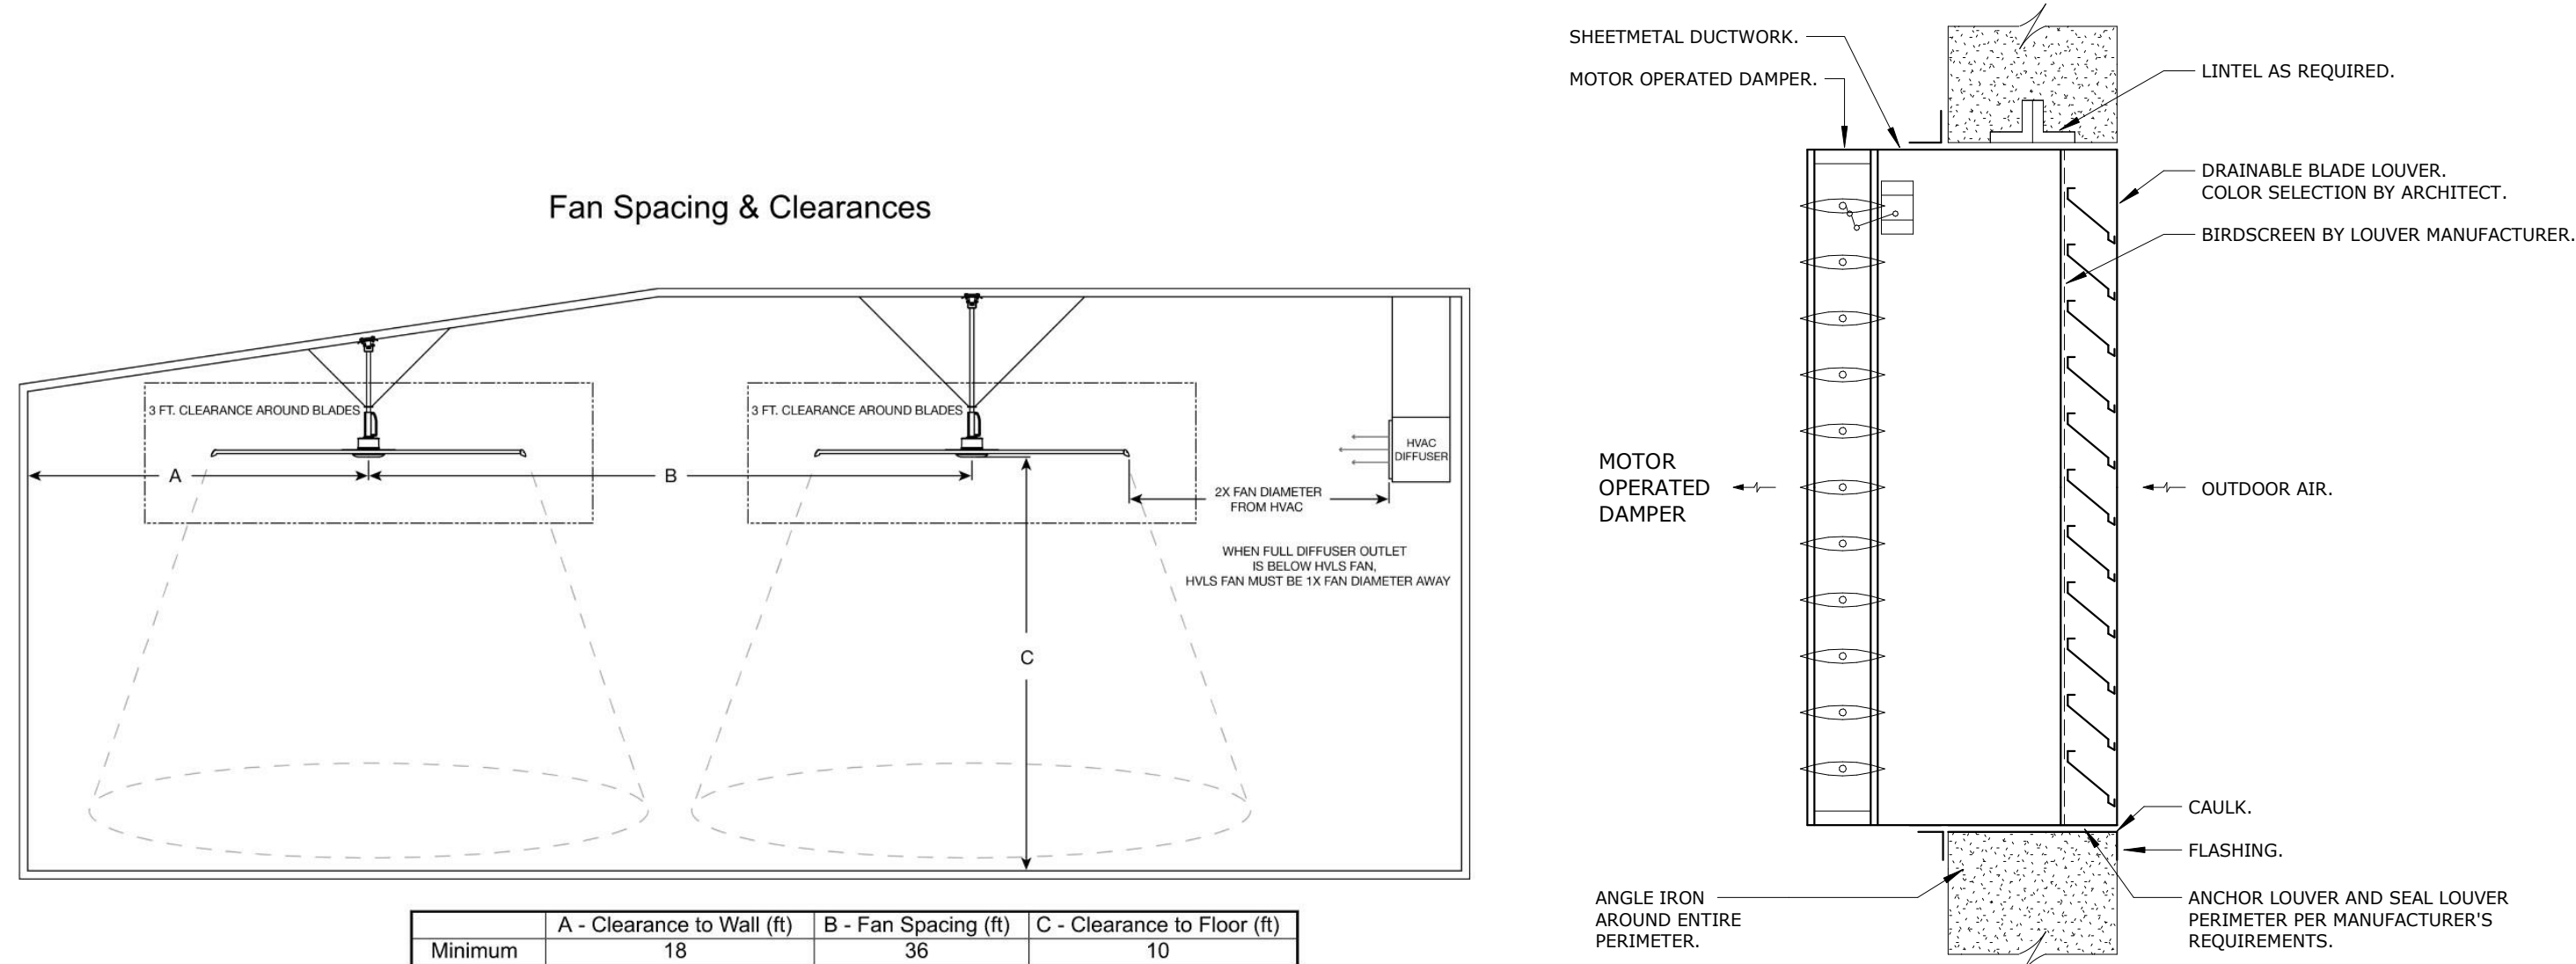 Fan Spacing & Clearances
3 FT. CLEARANCE AROUND BLADES
3 FT. CLEARANCE AROUND BLADES
A
B
C
HVAC
DIFFUSER
2X FAN DIAMETER
FROM HVAC
WHEN FULL DIFFUSER OUTLET
IS BELOW HVLS FAN,
HVLS FAN MUST BE 1X FAN DIAMETER AWAY
A - Clearance to Wall (ft) B - Fan Spacing (ft) C - Clearance to Floor (ft)
Minimum 18 36 10
SHEETMETAL DUCTWORK.
MOTOR OPERATED DAMPER.
LINTEL AS REQUIRED.
DRAINABLE BLADE LOUVER.
COLOR SELECTION BY ARCHITECT.
BIRDSCREEN BY LOUVER MANUFACTURER.
MOTOR
OPERATED
DAMPER
OUTDOOR AIR.
CAULK.
FLASHING.
ANGLE IRON
AROUND ENTIRE
PERIMETER.
ANCHOR LOUVER AND SEAL LOUVER
PERIMETER PER MANUFACTURER'S
REQUIREMENTS.